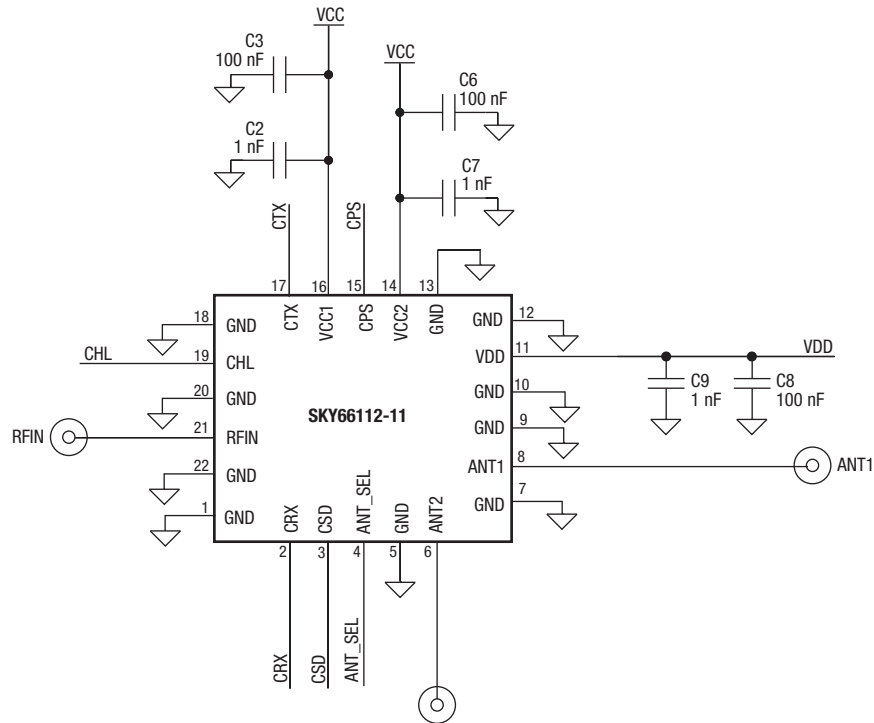 VCC
C3
100 nF
VCC
C6
100 nF
C2
1 nF
C7
1 nF
CTX
CPS
17
16
15
14
13
CTX
VCC1
CPS
VCC2
GND
18
GND
GND
12
CHL
19
CHL
VDD
11
VDD
C9
1 nF
C8
100 nF
20
GND
GND
10
SKY66112-11
RFIN
21
RFIN
GND
9
ANT1
8
ANT1
22
GND
GND
7
1
GND
CRX
CSD
ANT_SEL
GND
ANT2
2
3
4
5
6
CRX
CSD
ANT_SEL